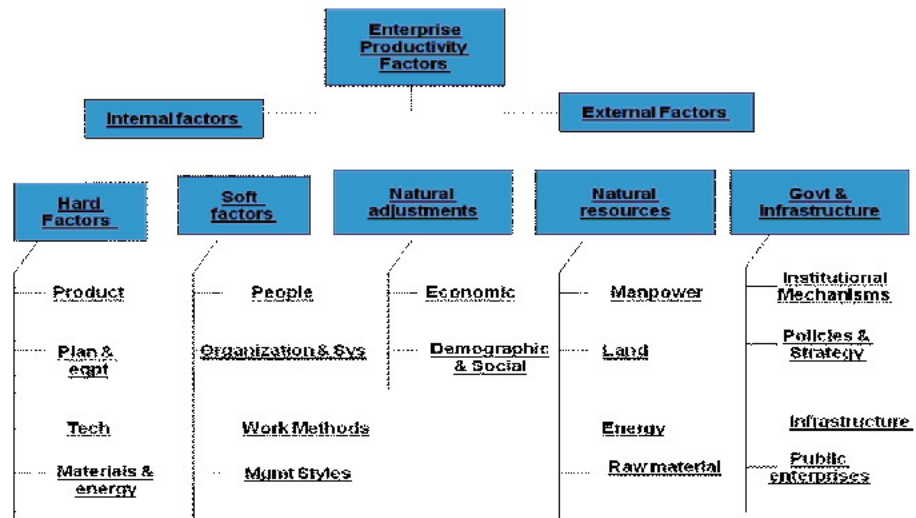 Enterprise
Productivity
Factors
Internal factors
External Factors
Hard
Factors
Soft
factors
Natural
adjustments
Natural
resources
Govt &
Infrastructure
Product
Plan &
eqpt
Tech
Materials &
energy
People
Organization & Sys
Work Methods
Mgmt Styles
Economic
Demographic
& Social
Manpower
Land
Energy
Raw material
Institutional
Mechanisms
Policies &
Strategy
Infrastructure
Public
enterprises